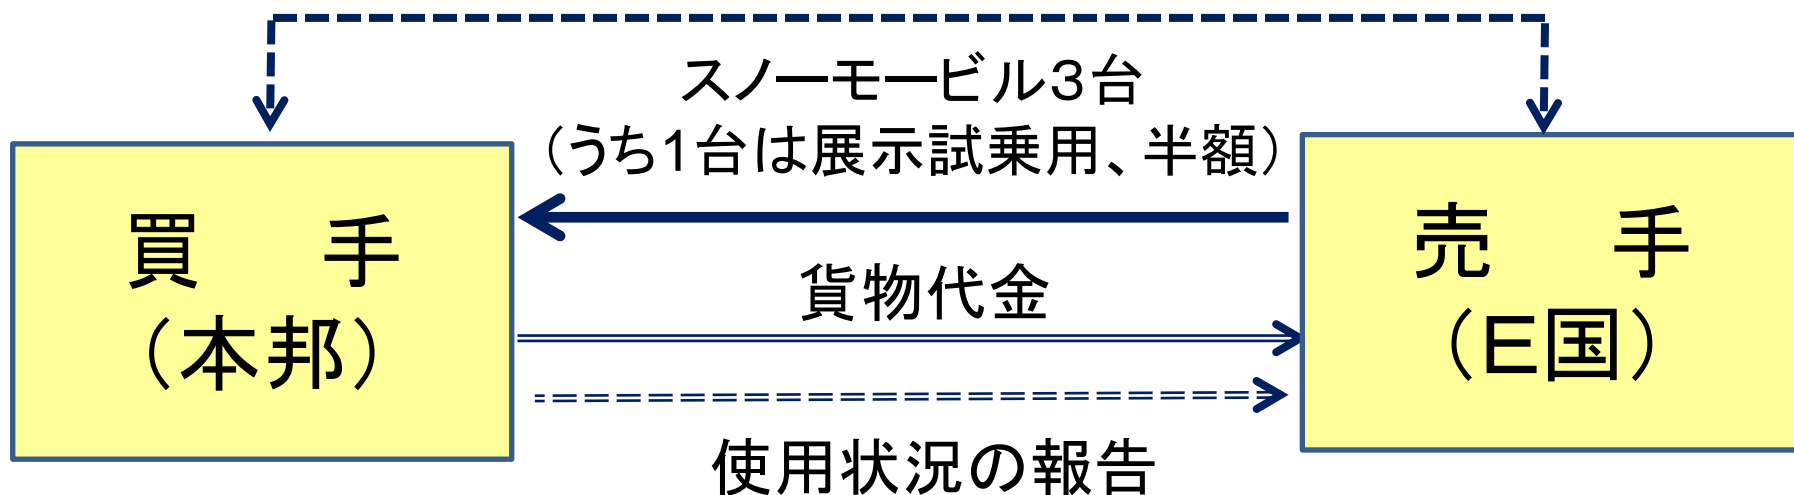 スノーモービル３台
（うち１台は展示試乗用、半額）
買　手
（本邦）
貨物代金
売　手
（Ｅ国）
使用状況の報告